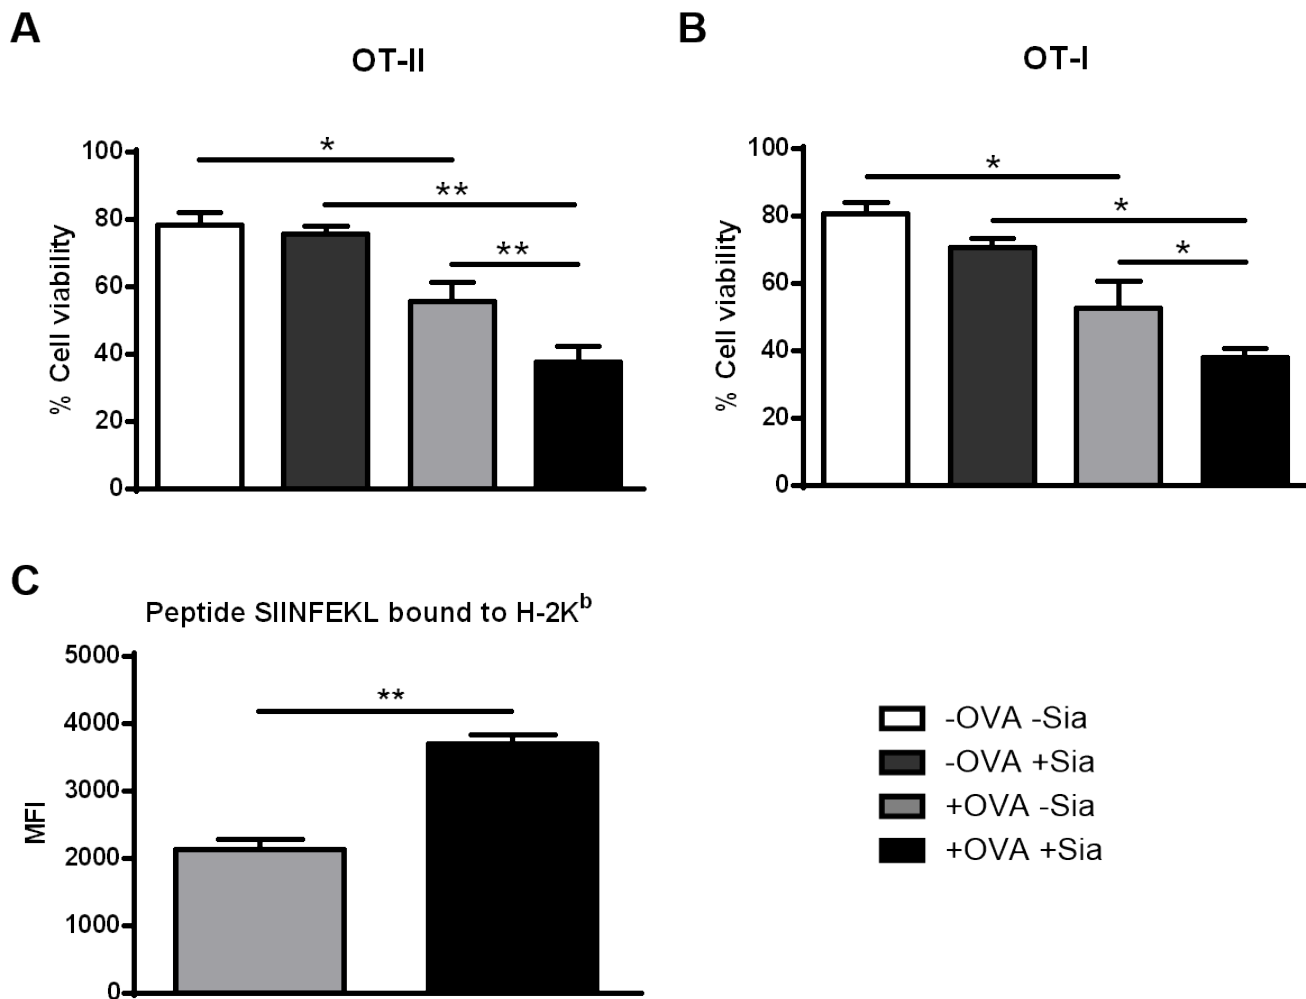 A
OT-II
% Cell viability
100
80
60
40
20
0
*
**
**
B
OT-I
% Cell viability
100
80
60
40
20
0
*
*
*
C
Peptide SIINFEKL bound to H-2Kᵇ
MFI
5000
4000
3000
2000
1000
0
**
-OVA -Sia
-OVA +Sia
+OVA -Sia
+OVA +Sia